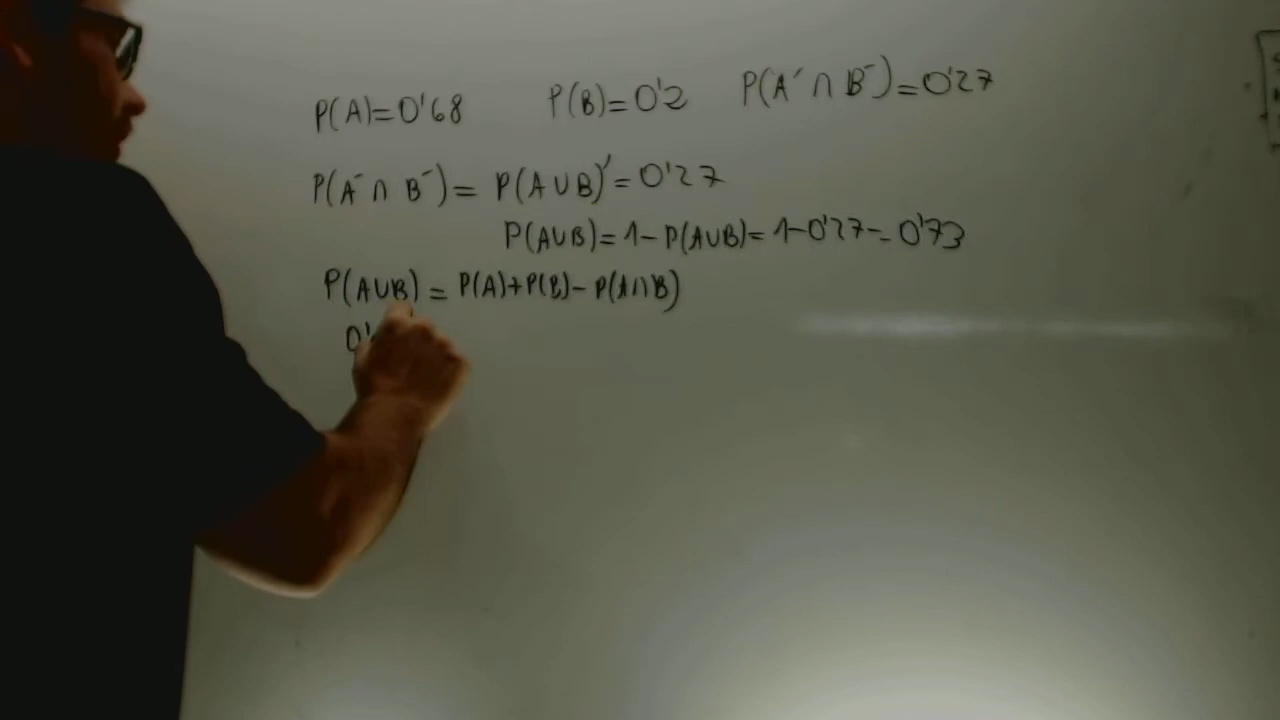 P(A)=0'68 P(B)=0'2 P(A⁻ ∩ B⁻)=0'27
P(A⁻ ∩ B⁻)= P(A∪B)'=0'27
P(A∪B)=1-P(A∪B)=1-0'27=0'73
P(A∪B)=P(A)+P(B)-P(A∩B)
0'